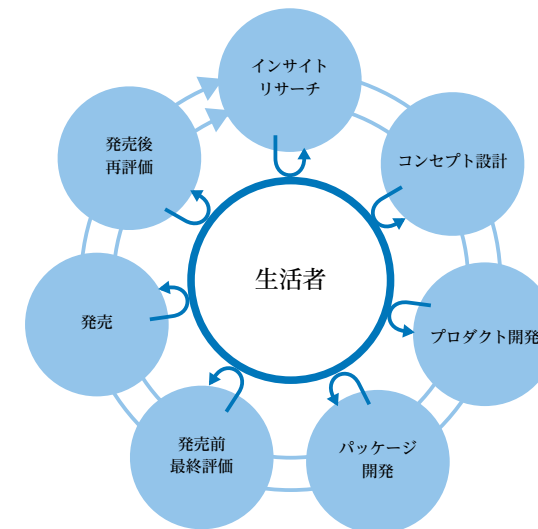 インサイト
リサーチ
コンセプト設計
プロダクト開発
パッケージ
開発
発売前
最終評価
発売
発売後
再評価
生活者